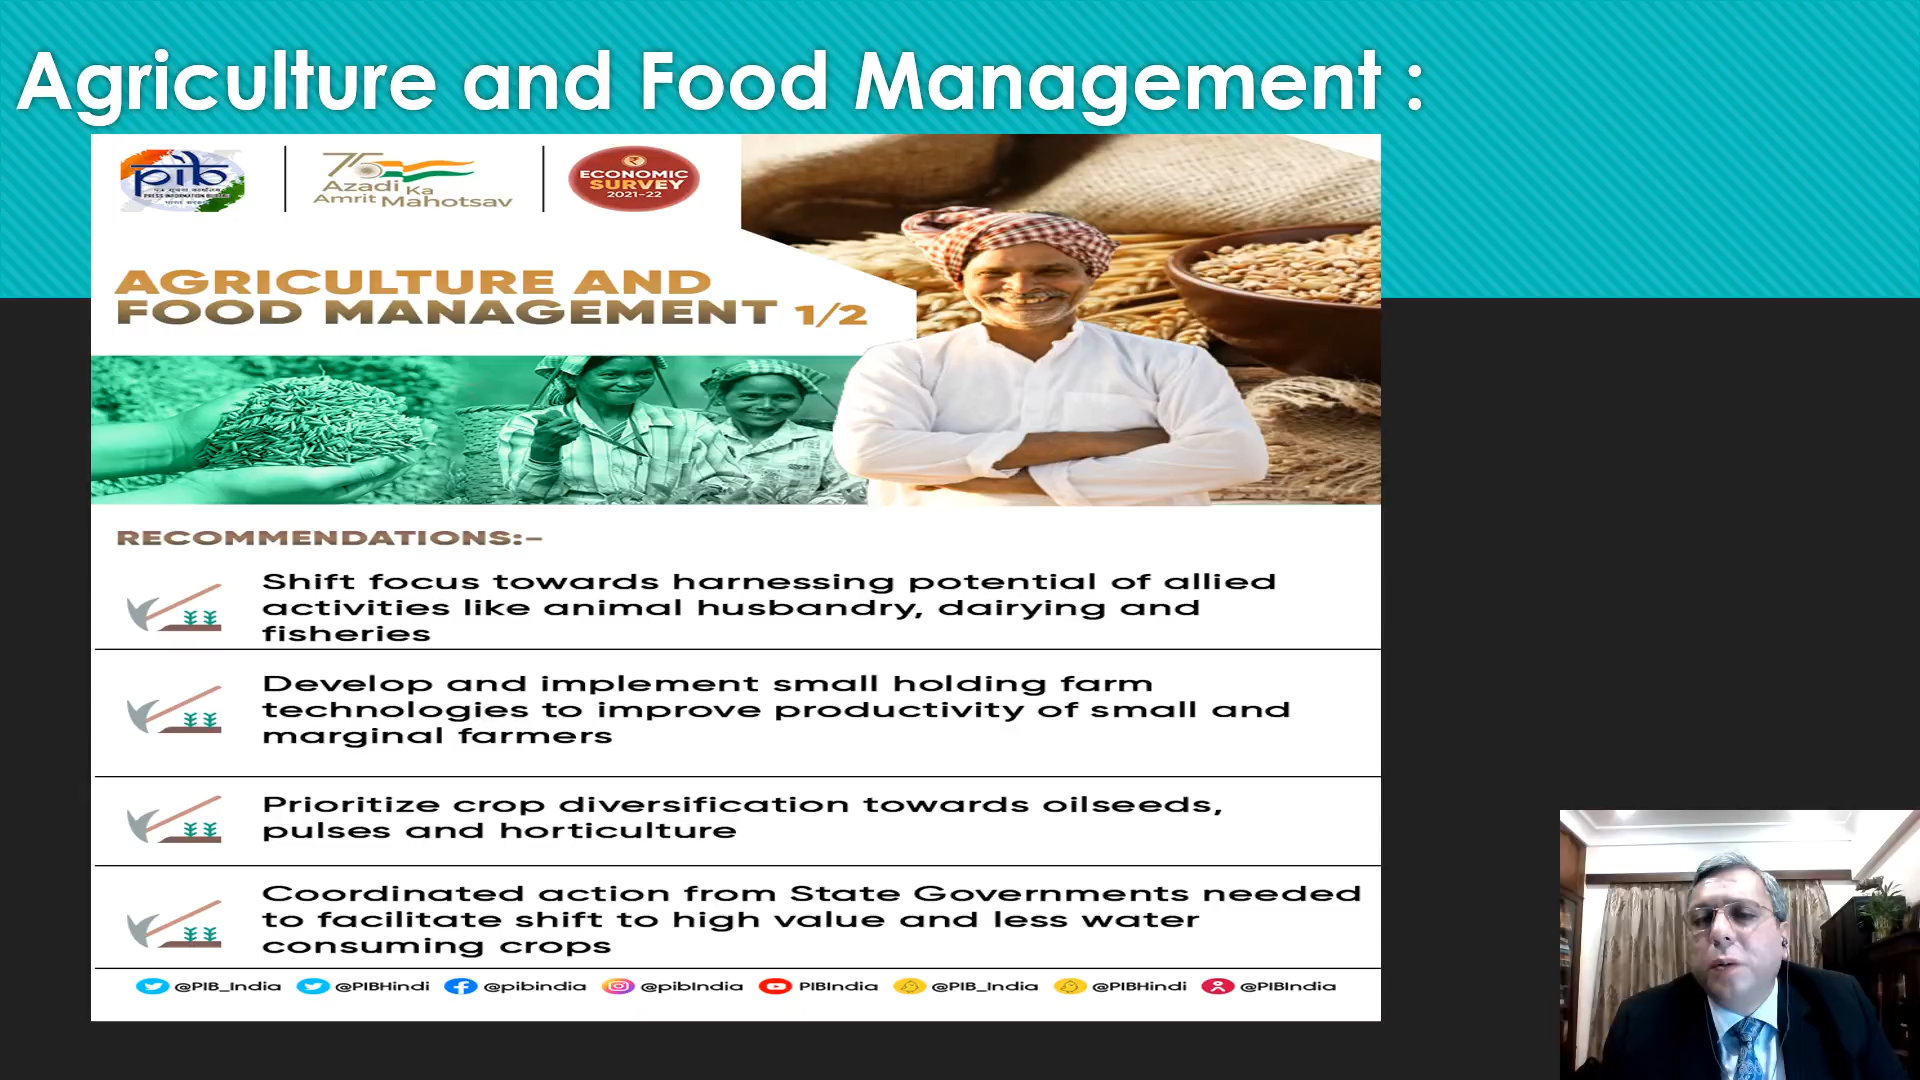 Agriculture and Food Management :
pib
75
Azadi Ka
Amrit Mahotsav
ECONOMIC
SURVEY
2021-22
AGRICULTURE AND
FOOD MANAGEMENT 1/2
RECOMMENDATIONS:-
Shift focus towards harnessing potential of allied
activities like animal husbandry, dairying and
fisheries
Develop and implement small holding farm
technologies to improve productivity of small and
marginal farmers
Prioritize crop diversification towards oilseeds,
pulses and horticulture
Coordinated action from State Governments needed
to facilitate shift to high value and less water
consuming crops
@PIB_India @PIBHindi @pibindia @pibIndia PIBIndia @PIB_India @PIBHindi @PIBIndia